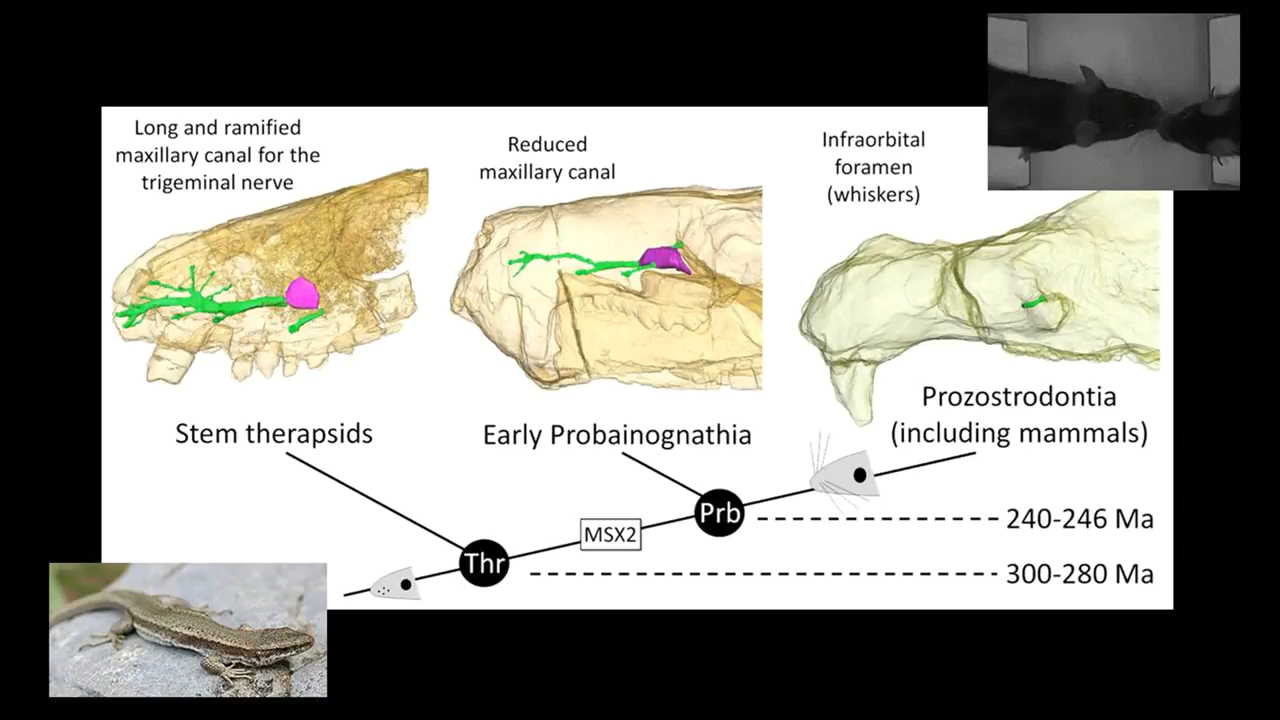 Long and ramified
maxillary canal for the
trigeminal nerve
Reduced
maxillary canal
Infraorbital
foramen
(whiskers)
Stem therapsids
Early Probainognathia
Prozostrodontia
(including mammals)
Prb
240-246 Ma
MSX2
Thr
300-280 Ma